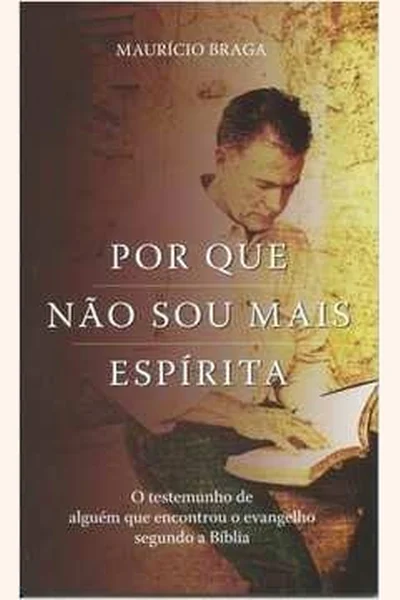 MAURÍCIO BRAGA
POR QUE
NÃO SOU MAIS
ESPÍRITA
O testemunho de
alguém que encontrou o evangelho
segundo a Bíblia